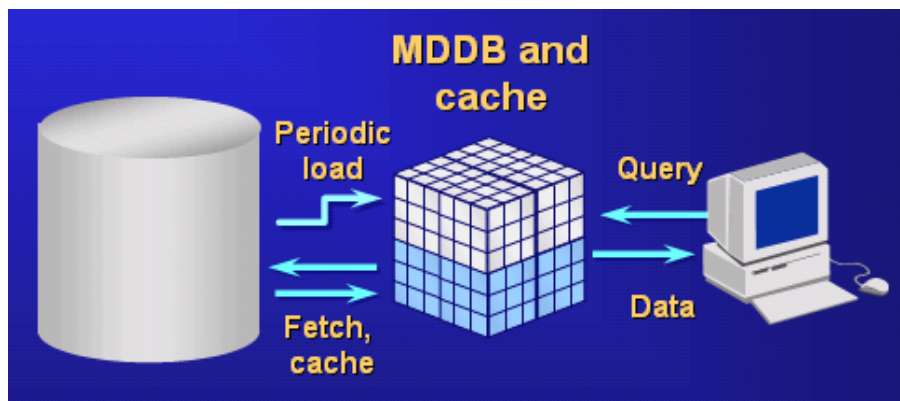 MDDB and
cache
Periodic
load
Query
Fetch,
cache
Data